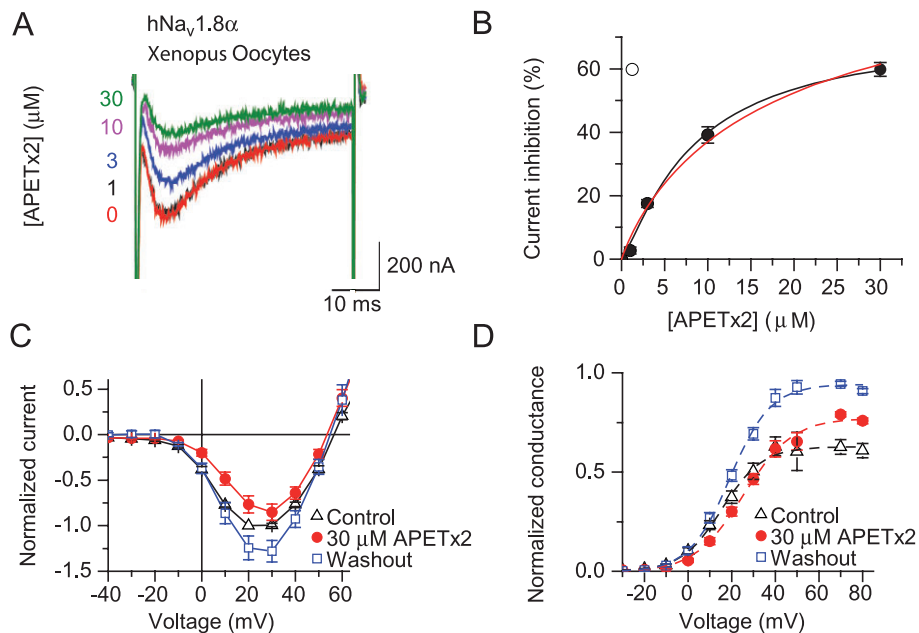 A
hNav1.8α
Xenopus Oocytes
[APETx2] (μM)
30
10
3
1
0
200 nA
10 ms
B
Current inhibition (%)
80
60
40
20
0
0 5 10 15 20 25 30
[APETx2] (μM)
C
Normalized current
0.5
0.0
-0.5
-1.0
-1.5
-40 -20 0 20 40 60
Voltage (mV)
Control
30 μM APETx2
Washout
D
Normalized conductance
1.0
0.5
0.0
-20 0 20 40 60 80
Voltage (mV)
Control
30 μM APETx2
Washout